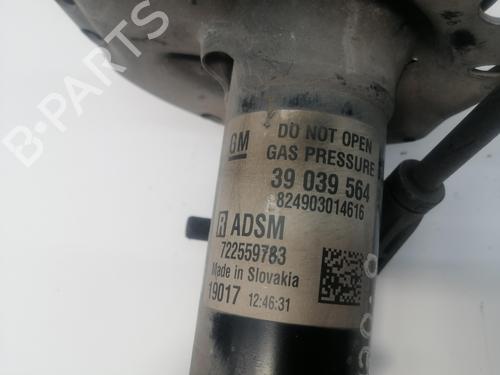 B-PARTS
GM
DO NOT OPEN
GAS PRESSURE
39 039 564
824903014616
R ADSM
722559783
Made in Slovakia
19017 12:46:31